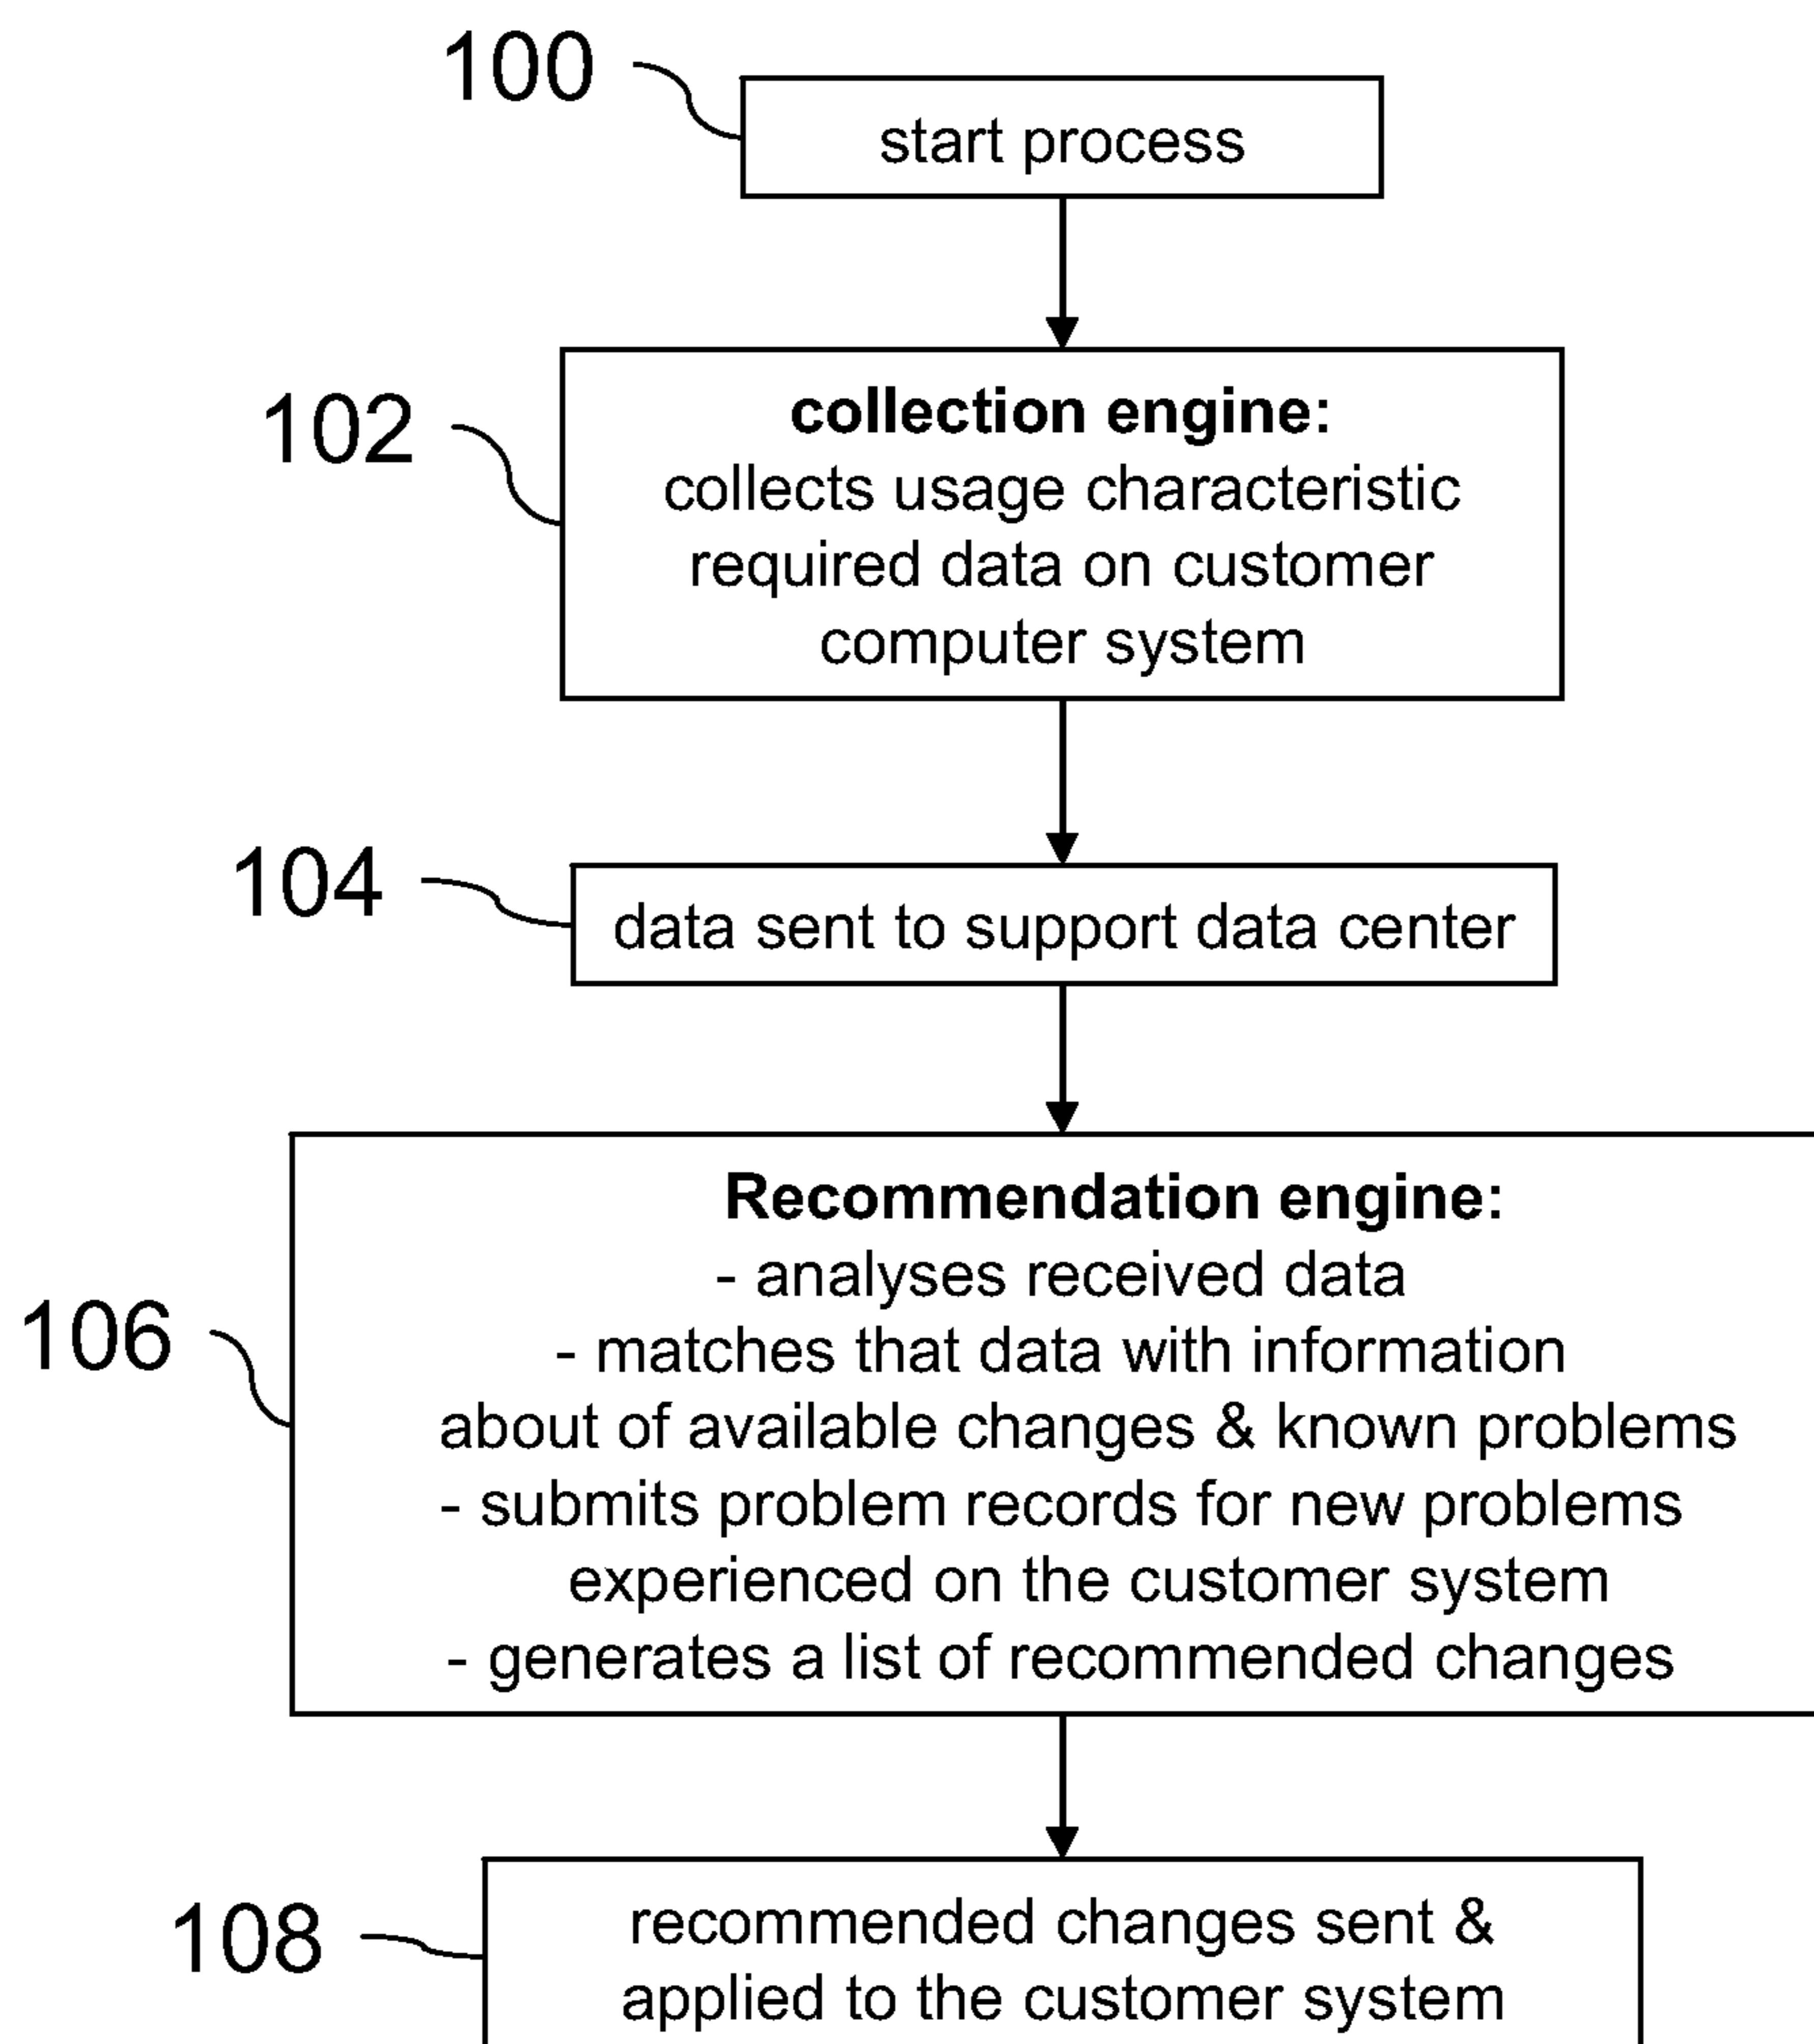 100
start process
102
collection engine:
collects usage characteristic
required data on customer
computer system
104
data sent to support data center
106
Recommendation engine:
- analyses received data
- matches that data with information
about of available changes & known problems
- submits problem records for new problems
experienced on the customer system
- generates a list of recommended changes
108
recommended changes sent &
applied to the customer system